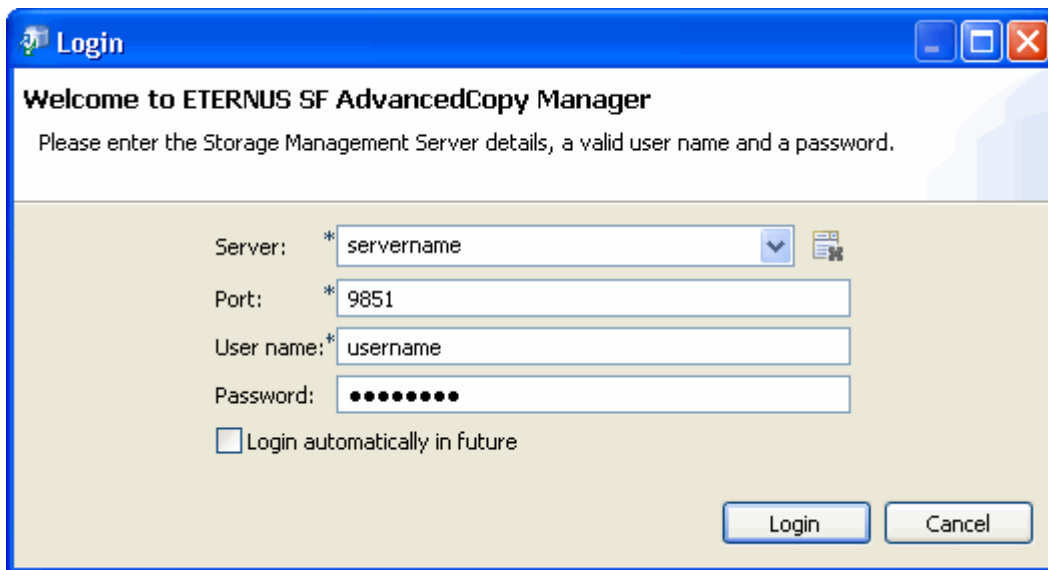 Login
Welcome to ETERNUS SF AdvancedCopy Manager
Please enter the Storage Management Server details, a valid user name and a password.
Server: * servername
Port: * 9851
User name:* username
Password: ●●●●●●●●
Login automatically in future
Login Cancel